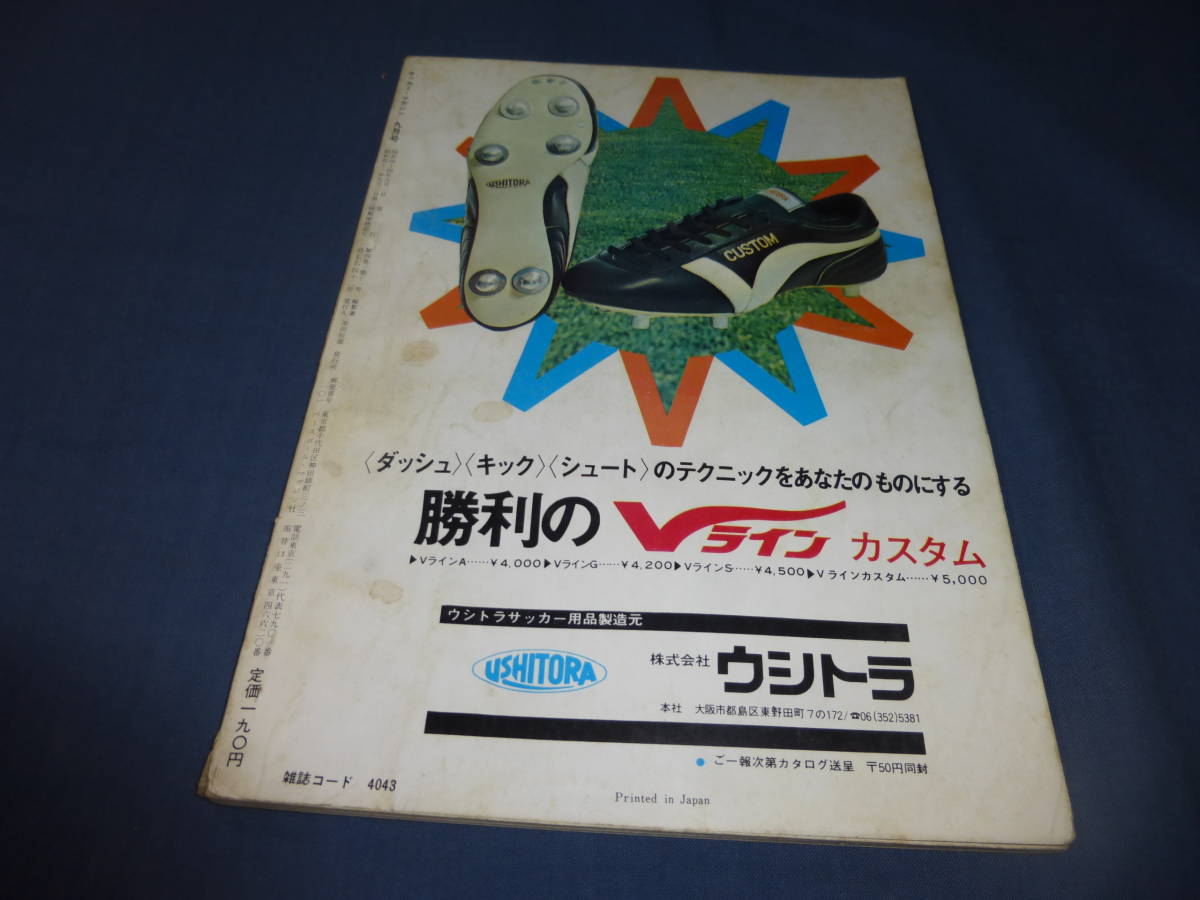 USHITORA
CUSTOM
〈ダッシュ〉〈キック〉〈シュート〉のテクニックをあなたのものにする
勝利の Vライン カスタム
▶VラインA……¥4,000▶VラインG……¥4,200▶VラインS……¥4,500▶Vラインカスタム……¥5,000
ウシトラサッカー用品製造元
USHITORA
株式会社 ウシトラ
本社 大阪市都島区東野田町7の172/☎06(352)5381
●ご一報次第カタログ送呈 〒50円同封
雑誌コード 4043
Printed in Japan
九月号
定価一九〇円